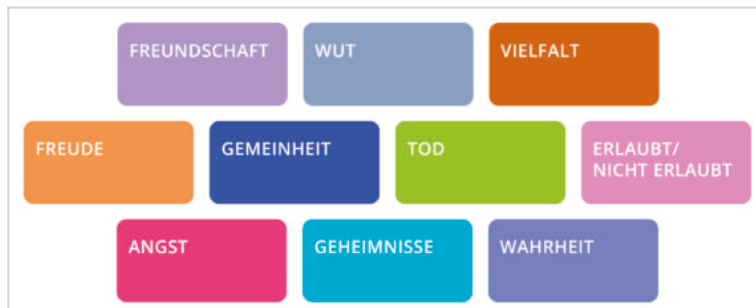 FREUNDSCHAFT
WUT
VIELFALT
FREUDE
GEMEINHEIT
TOD
ERLAUBT/
NICHT ERLAUBT
ANGST
GEHEIMNISSE
WAHRHEIT